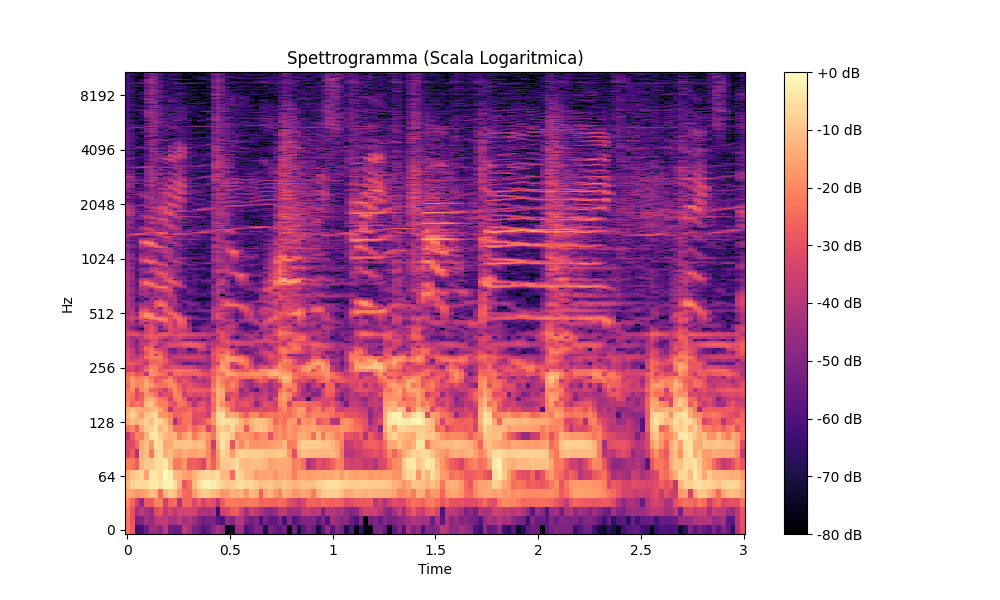 Spettrogramma (Scala Logaritmica)
8192
4096
2048
1024
512
256
128
64
0
Hz
0
0.5
1
1.5
2
2.5
3
Time
+0 dB
-10 dB
-20 dB
-30 dB
-40 dB
-50 dB
-60 dB
-70 dB
-80 dB